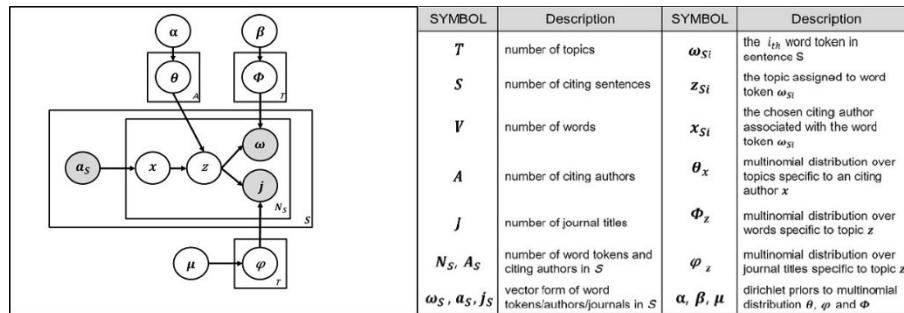 α
β
θ
A
Φ
T
a_S
x
z
ω
j
N_S
S
μ
φ
T
SYMBOL Description SYMBOL Description
T number of topics ω_Si the i_th word token in
sentence S
S number of citing sentences z_Si the topic assigned to word
token ω_Si
V number of words x_Si the chosen citing author
associated with the word
token ω_Si
A number of citing authors θ_x multinomial distribution over
topics specific to an citing
author x
J number of journal titles Φ_z multinomial distribution over
words specific to topic z
N_S, A_S number of word tokens and
citing authors in S
φ_z multinomial distribution over
journal titles specific to topic z
ω_S, a_S, j_S vector form of word
tokens/authors/journals in S
α, β, μ dirichlet priors to multinomial
distribution θ, φ and Φ